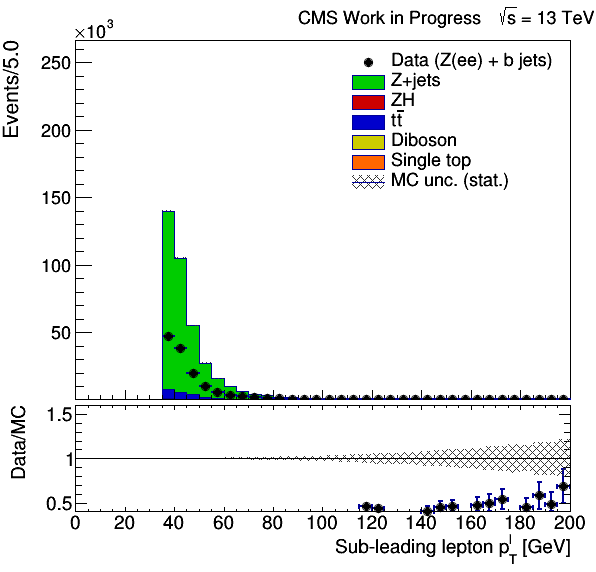 CMS Work in Progress √s = 13 TeV
×10³
Events/5.0
250
200
150
100
50
Data (Z(ee) + b jets)
Z+jets
ZH
tt̅
Diboson
Single top
MC unc. (stat.)
Data/MC
1.5
1
0.5
0 20 40 60 80 100 120 140 160 180 200
Sub-leading lepton p_T^l [GeV]